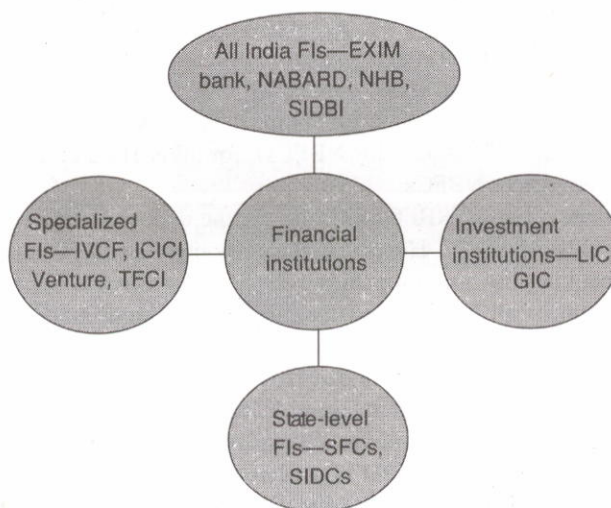 All India FIs—EXIM
bank, NABARD, NHB,
SIDBI
Specialized
FIs—IVCF, ICICI
Venture, TFCI
Financial
institutions
Investment
institutions—LIC
GIC
State-level
FIs—SFCs,
SIDCs